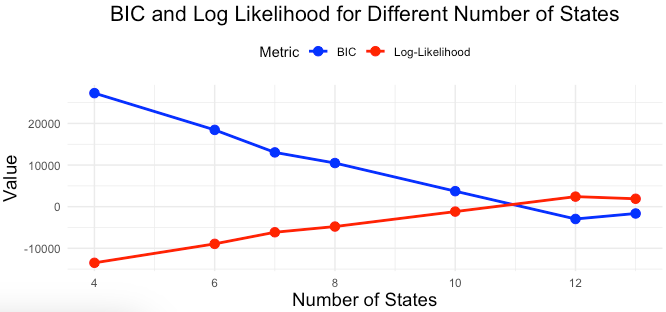 BIC and Log Likelihood for Different Number of States
Metric BIC Log-Likelihood
Value
20000
10000
0
-10000
4 6 8 10 12
Number of States